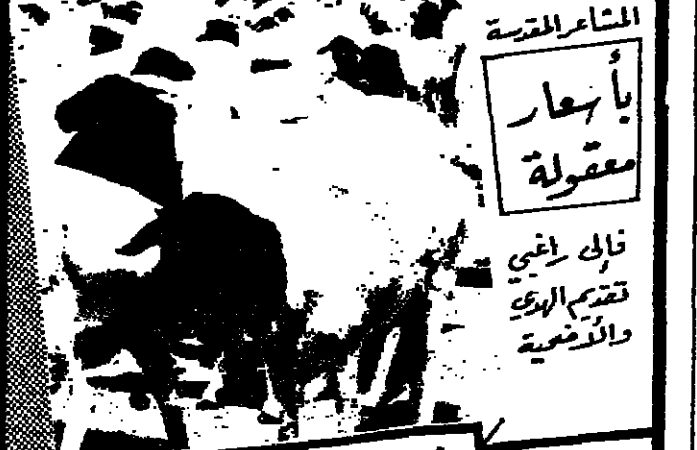 المشاعر المقدسة
بأسعار
معقولة
فالى راغبي
تقديم الهدي
والأضحية